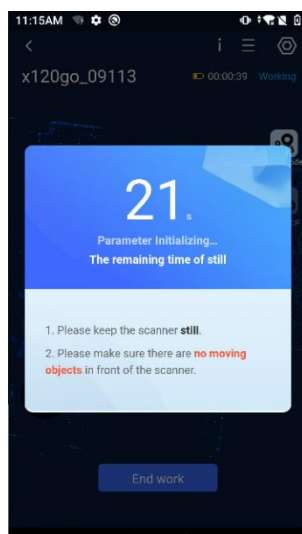 11:15AM
x120go_09113
00:00:39 Working
21 s
Parameter Initializing...
The remaining time of still
1. Please keep the scanner still.
2. Please make sure there are no moving
objects in front of the scanner.
End work